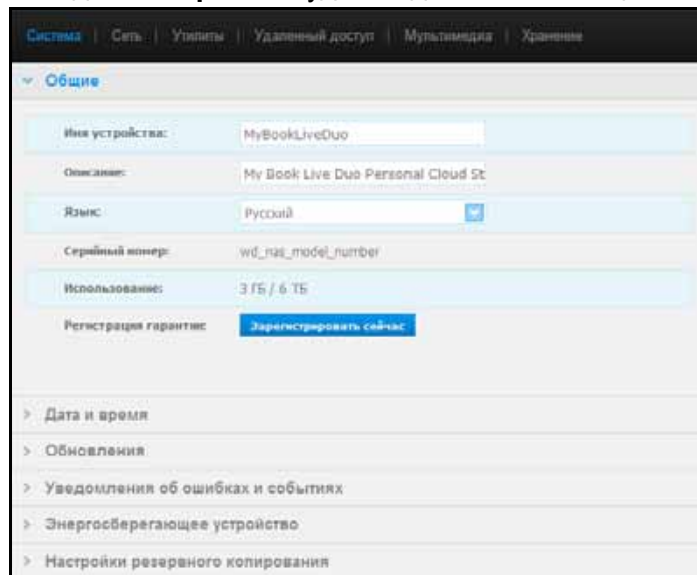 Система | Сеть | Утилиты | Удаленный доступ | Мультимедиа | Хранение
Общие
Имя устройства: MyBookLiveDuo
Описание: My Book Live Duo Personal Cloud St
Язык: Русский
Серийный номер: wd_nas_model_number
Использование: 3 ГБ / 6 ТБ
Регистрация гарантии: Зарегистрировать сейчас
Дата и время
Обновления
Уведомления об ошибках и событиях
Энергосберегающее устройство
Настройки резервного копирования